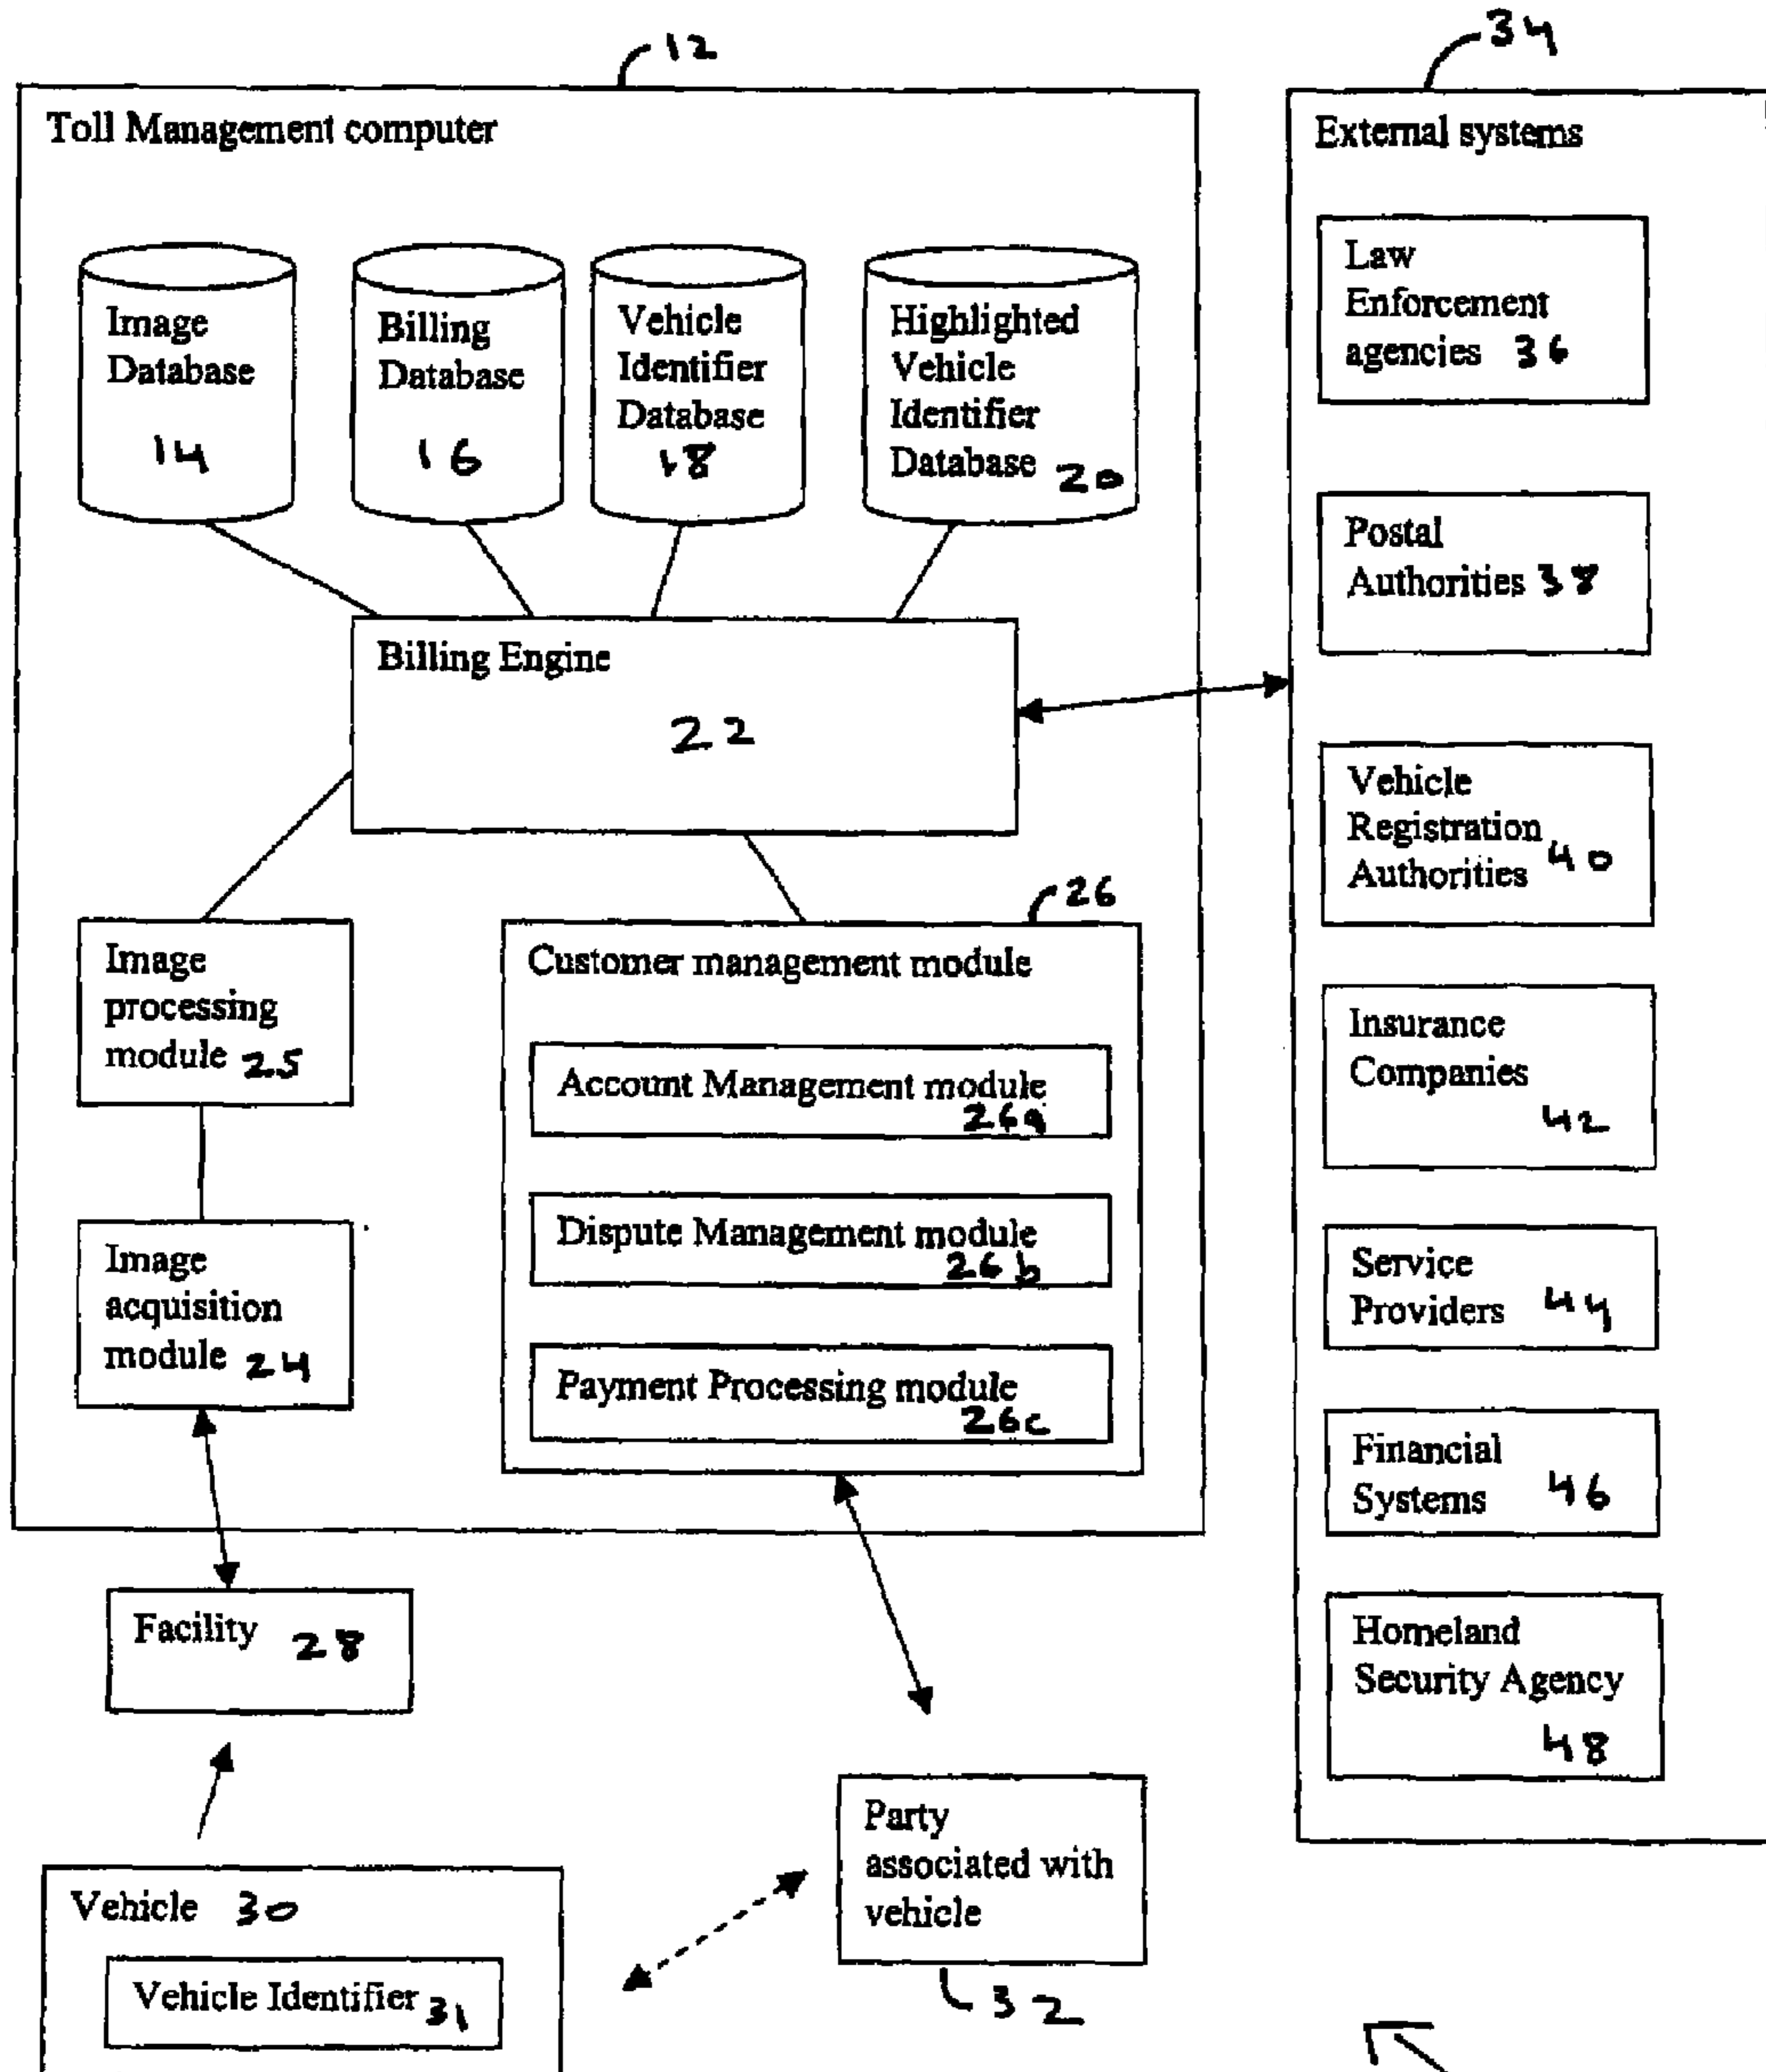 12
34
Toll Management computer
External systems
Image
Database
14
Billing
Database
16
Vehicle
Identifier
Database
18
Highlighted
Vehicle
Identifier
Database 20
Law
Enforcement
agencies 36
Postal
Authorities 38
Billing Engine
22
Vehicle
Registration
Authorities 40
26
Image
processing
module 25
Customer management module
Account Management module
26a
Dispute Management module
26b
Payment Processing module
26c
Insurance
Companies
42
Image
acquisition
module 24
Service
Providers 44
Financial
Systems 46
Facility 28
Homeland
Security Agency
48
Party
associated with
vehicle
32
Vehicle 30
Vehicle Identifier 31